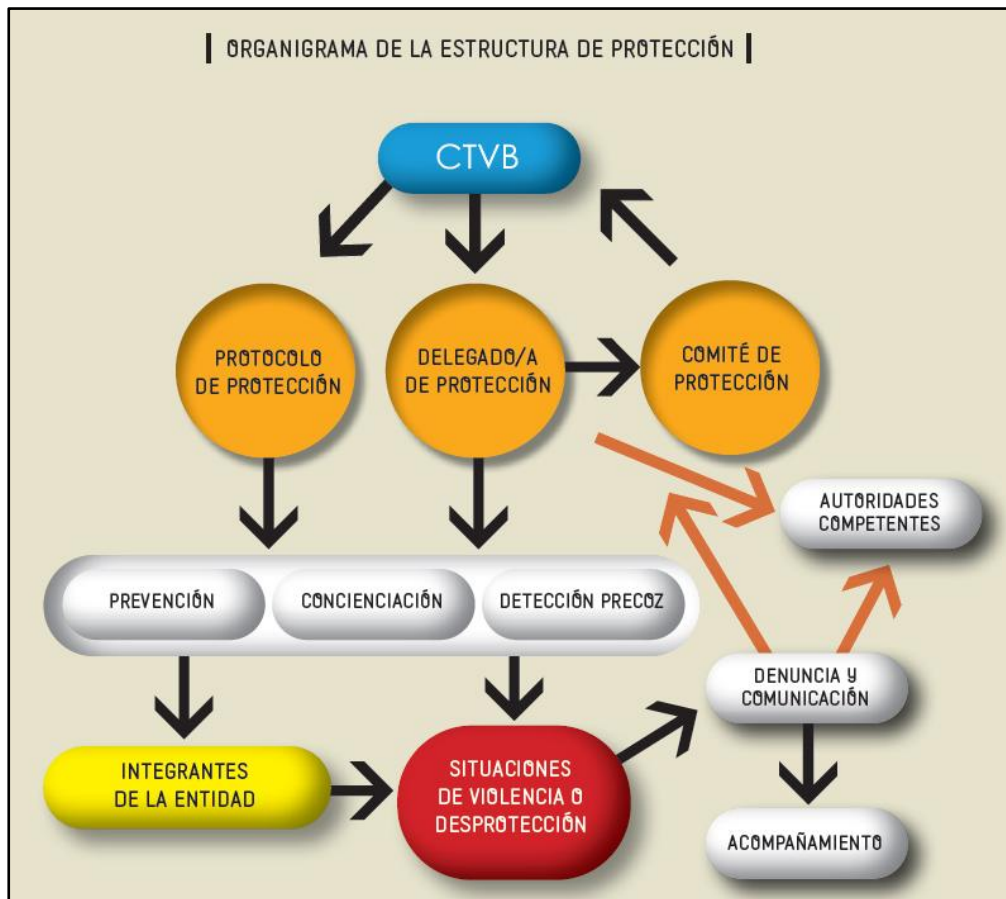 ORGANIGRAMA DE LA ESTRUCTURA DE PROTECCIÓN
CTVB
PROTOCOLO
DE PROTECCIÓN
DELEGADO/A
DE PROTECCIÓN
COMITÉ DE
PROTECCIÓN
AUTORIDADES
COMPETENTES
PREVENCIÓN
CONCIENCIACIÓN
DETECCIÓN PRECOZ
DENUNCIA Y
COMUNICACIÓN
INTEGRANTES
DE LA ENTIDAD
SITUACIONES
DE VIOLENCIA O
DESPROTECCIÓN
ACOMPAÑAMIENTO